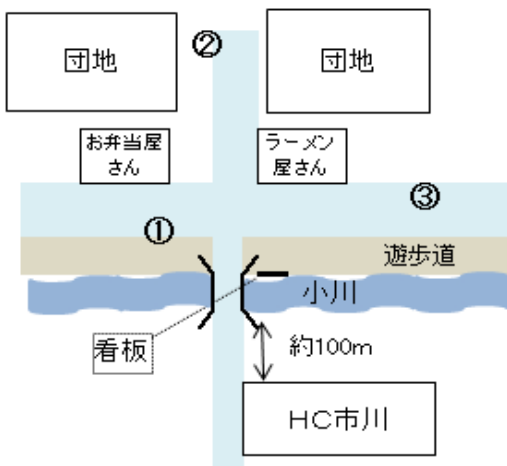 ②
団地
団地
お弁当屋
さん
ラーメン
屋さん
③
①
遊歩道
小川
看板
約100m
HC市川